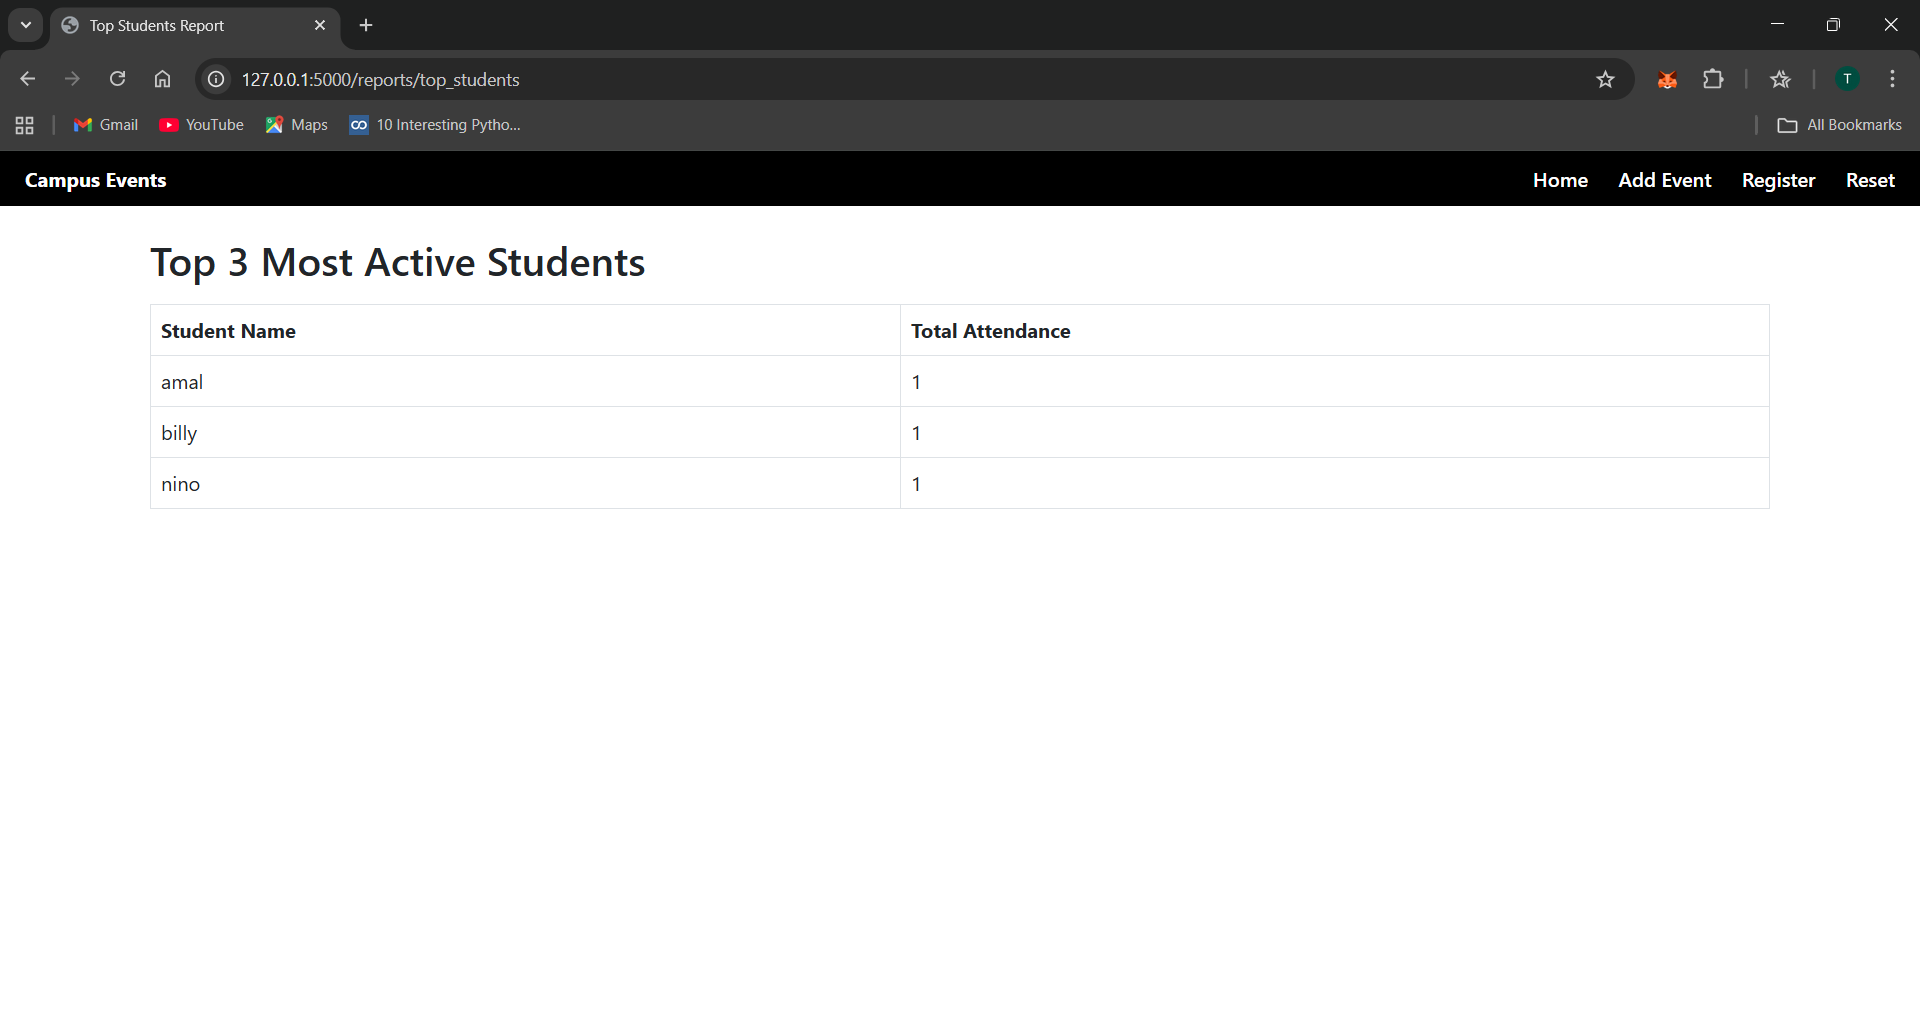 Top Students Report
127.0.0.1:5000/reports/top_students
T
Gmail YouTube Maps 10 Interesting Pytho... All Bookmarks
Campus Events Home Add Event Register Reset
Top 3 Most Active Students
Student Name Total Attendance
amal 1
billy 1
nino 1